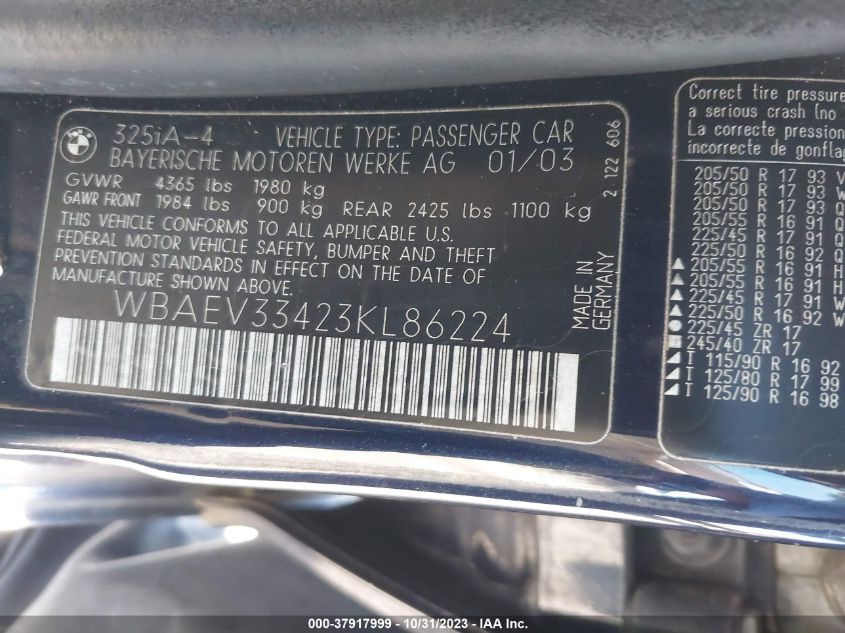 BMW
325iA-4 VEHICLE TYPE: PASSENGER CAR
BAYERISCHE MOTOREN WERKE AG 01/03
GVWR 4365 lbs 1980 kg
GAWR FRONT 1984 lbs 900 kg REAR 2425 lbs 1100 kg
THIS VEHICLE CONFORMS TO ALL APPLICABLE U.S.
FEDERAL MOTOR VEHICLE SAFETY, BUMPER AND THEFT
PREVENTION STANDARDS IN EFFECT ON THE DATE OF
MANUFACTURE SHOWN ABOVE.
WBAEV33423KL86224
MADE IN
GERMANY
2 122 606
Correct tire pressure
a serious crash (no
La correcte pression
incorrecte de gonfla
205/50 R 17 93 V
205/50 R 17 93 W
205/50 R 17 93 Q
205/55 R 16 91 Q
225/45 R 17 91 Q
225/50 R 16 92 Q
205/55 R 16 91 H
205/55 R 16 91 H
225/45 R 17 91 W
225/50 R 16 92 W
225/45 ZR 17
245/40 ZR 17
T 115/90 R 16 92
T 125/80 R 17 99
T 125/90 R 16 98
000-37917999 - 10/31/2023 - IAA Inc.